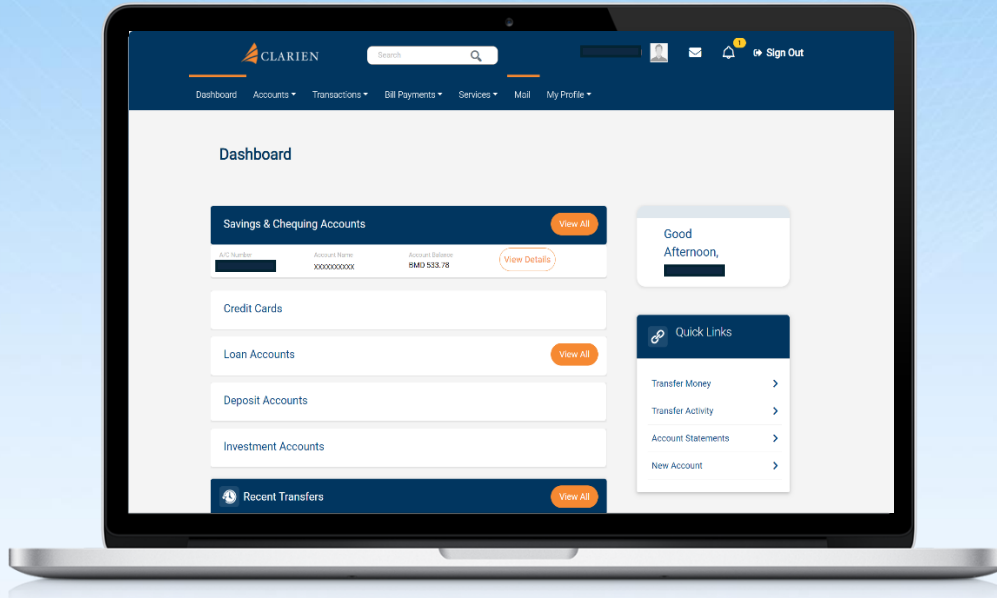 CLARIEN
Search
1
Sign Out
Dashboard Accounts Transactions Bill Payments Services Mail My Profile
Dashboard
Savings & Chequing Accounts View All
A/C Number Account Name Account Balance
XXXXXXXXXX BMD 533.78 View Details
Credit Cards
Loan Accounts View All
Deposit Accounts
Investment Accounts
Recent Transfers View All
Good
Afternoon,
Quick Links
Transfer Money
Transfer Activity
Account Statements
New Account